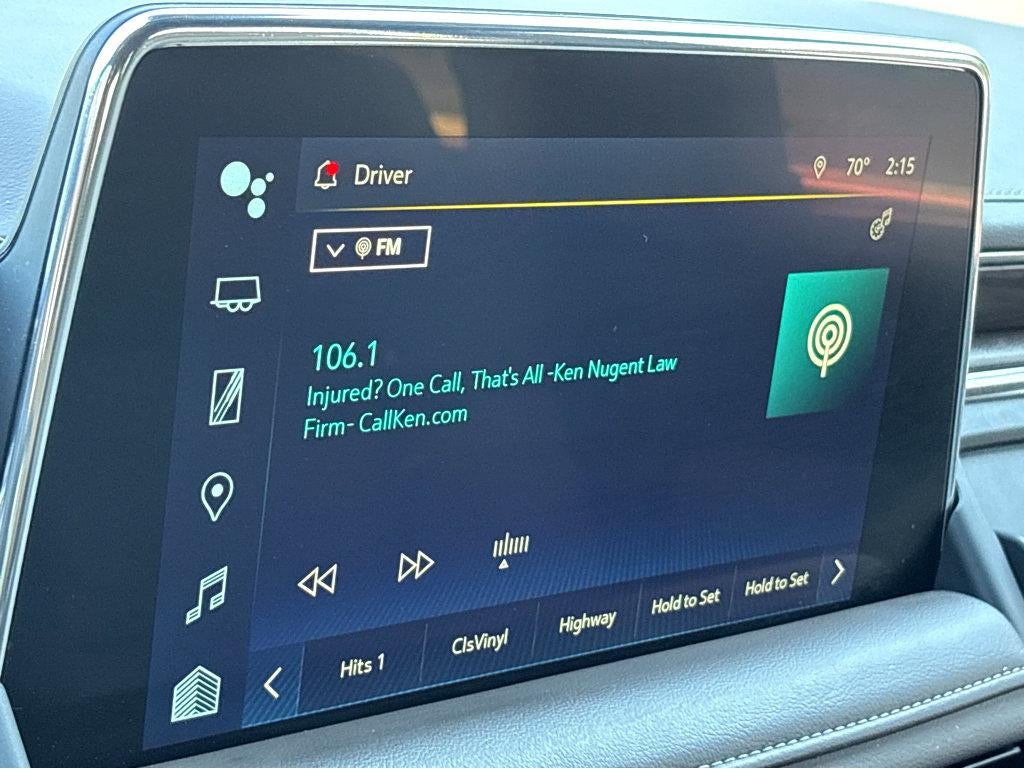 Driver
70° 2:15
FM
106.1
Injured? One Call, That's All -Ken Nugent Law
Firm- CallKen.com
Hits 1 ClsVinyl Highway Hold to Set Hold to Set